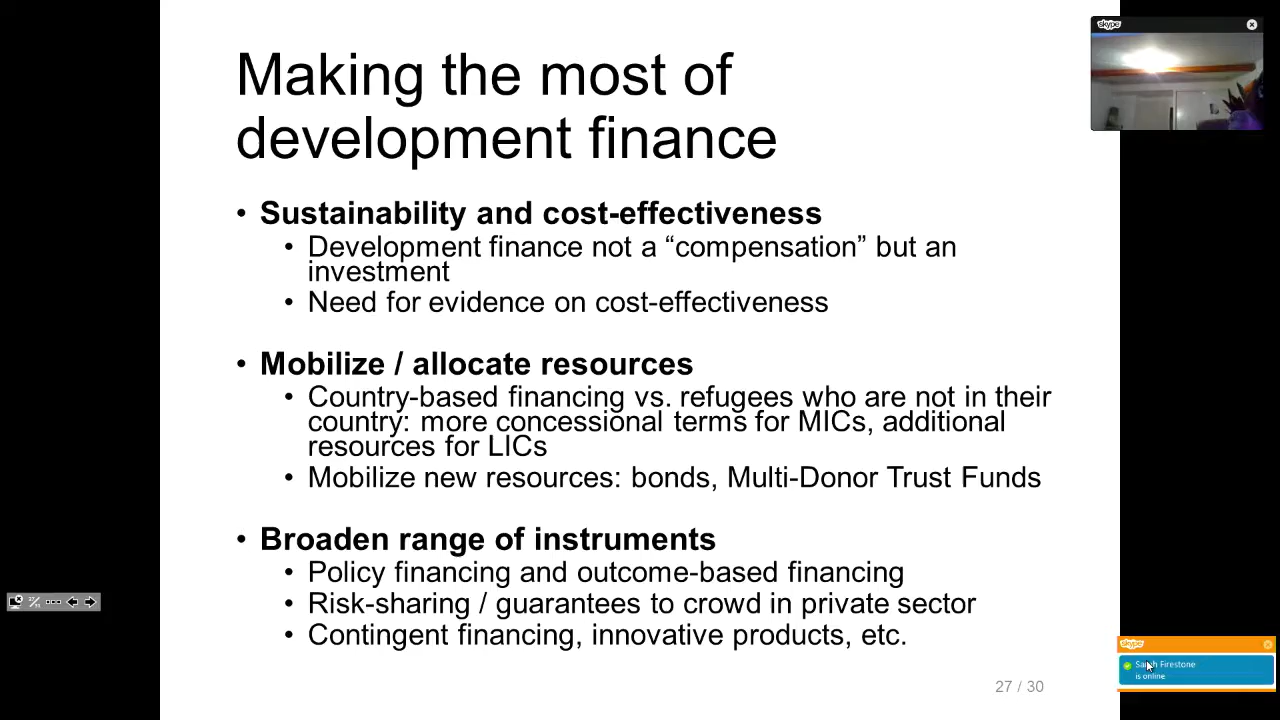 skype
Making the most of
development finance
• Sustainability and cost-effectiveness
• Development finance not a “compensation” but an
investment
• Need for evidence on cost-effectiveness
• Mobilize / allocate resources
• Country-based financing vs. refugees who are not in their
country: more concessional terms for MICs, additional
resources for LICs
• Mobilize new resources: bonds, Multi-Donor Trust Funds
• Broaden range of instruments
• Policy financing and outcome-based financing
• Risk-sharing / guarantees to crowd in private sector
• Contingent financing, innovative products, etc.
skype
Sarah Firestone
is online
27 / 30